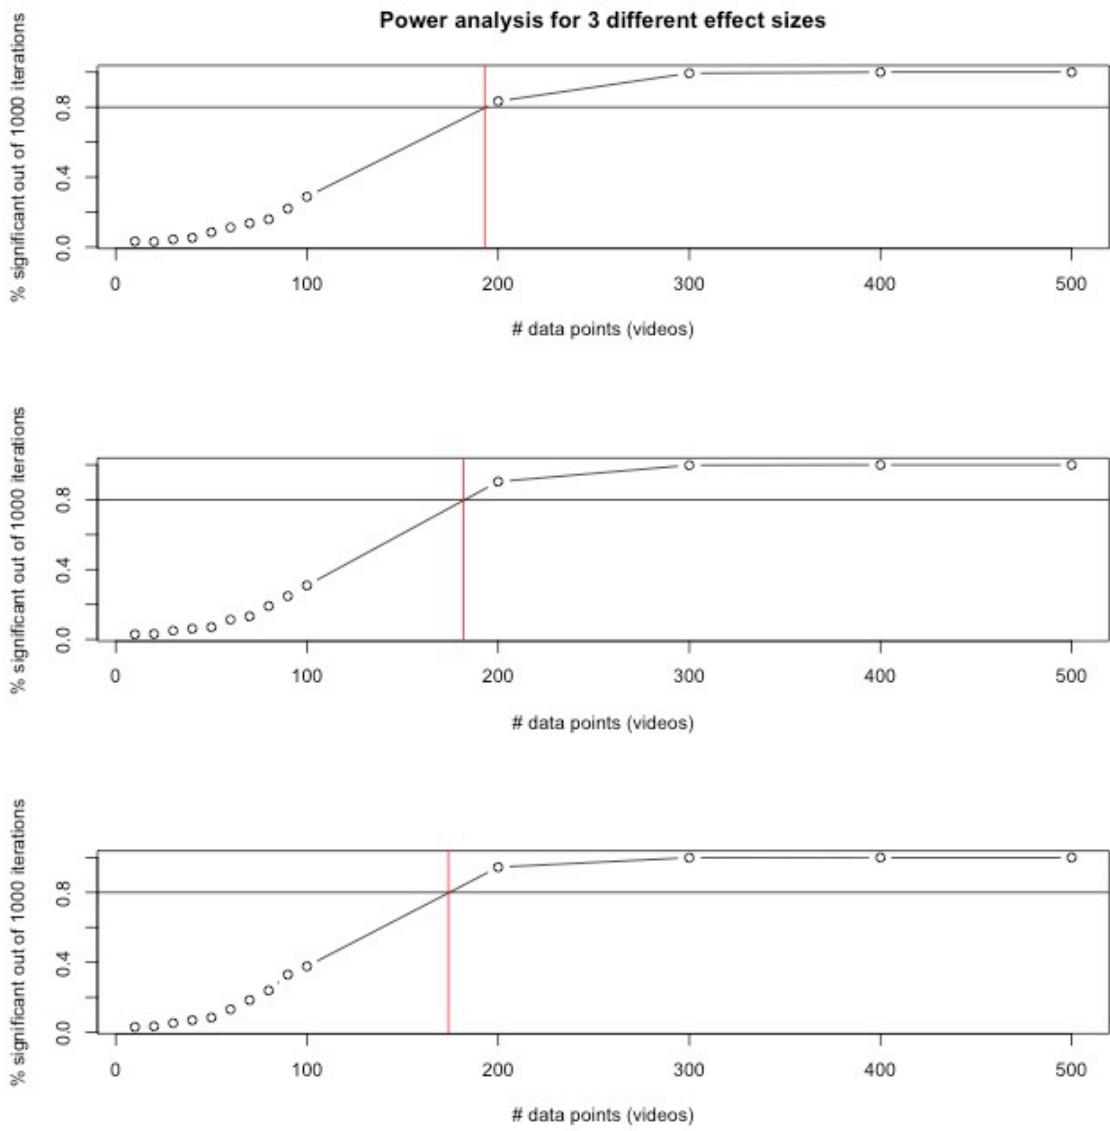 Power analysis for 3 different effect sizes
% significant out of 1000 iterations
0.0 0.4 0.8
0 100 200 300 400 500
# data points (videos)
% significant out of 1000 iterations
0.0 0.4 0.8
0 100 200 300 400 500
# data points (videos)
% significant out of 1000 iterations
0.0 0.4 0.8
0 100 200 300 400 500
# data points (videos)